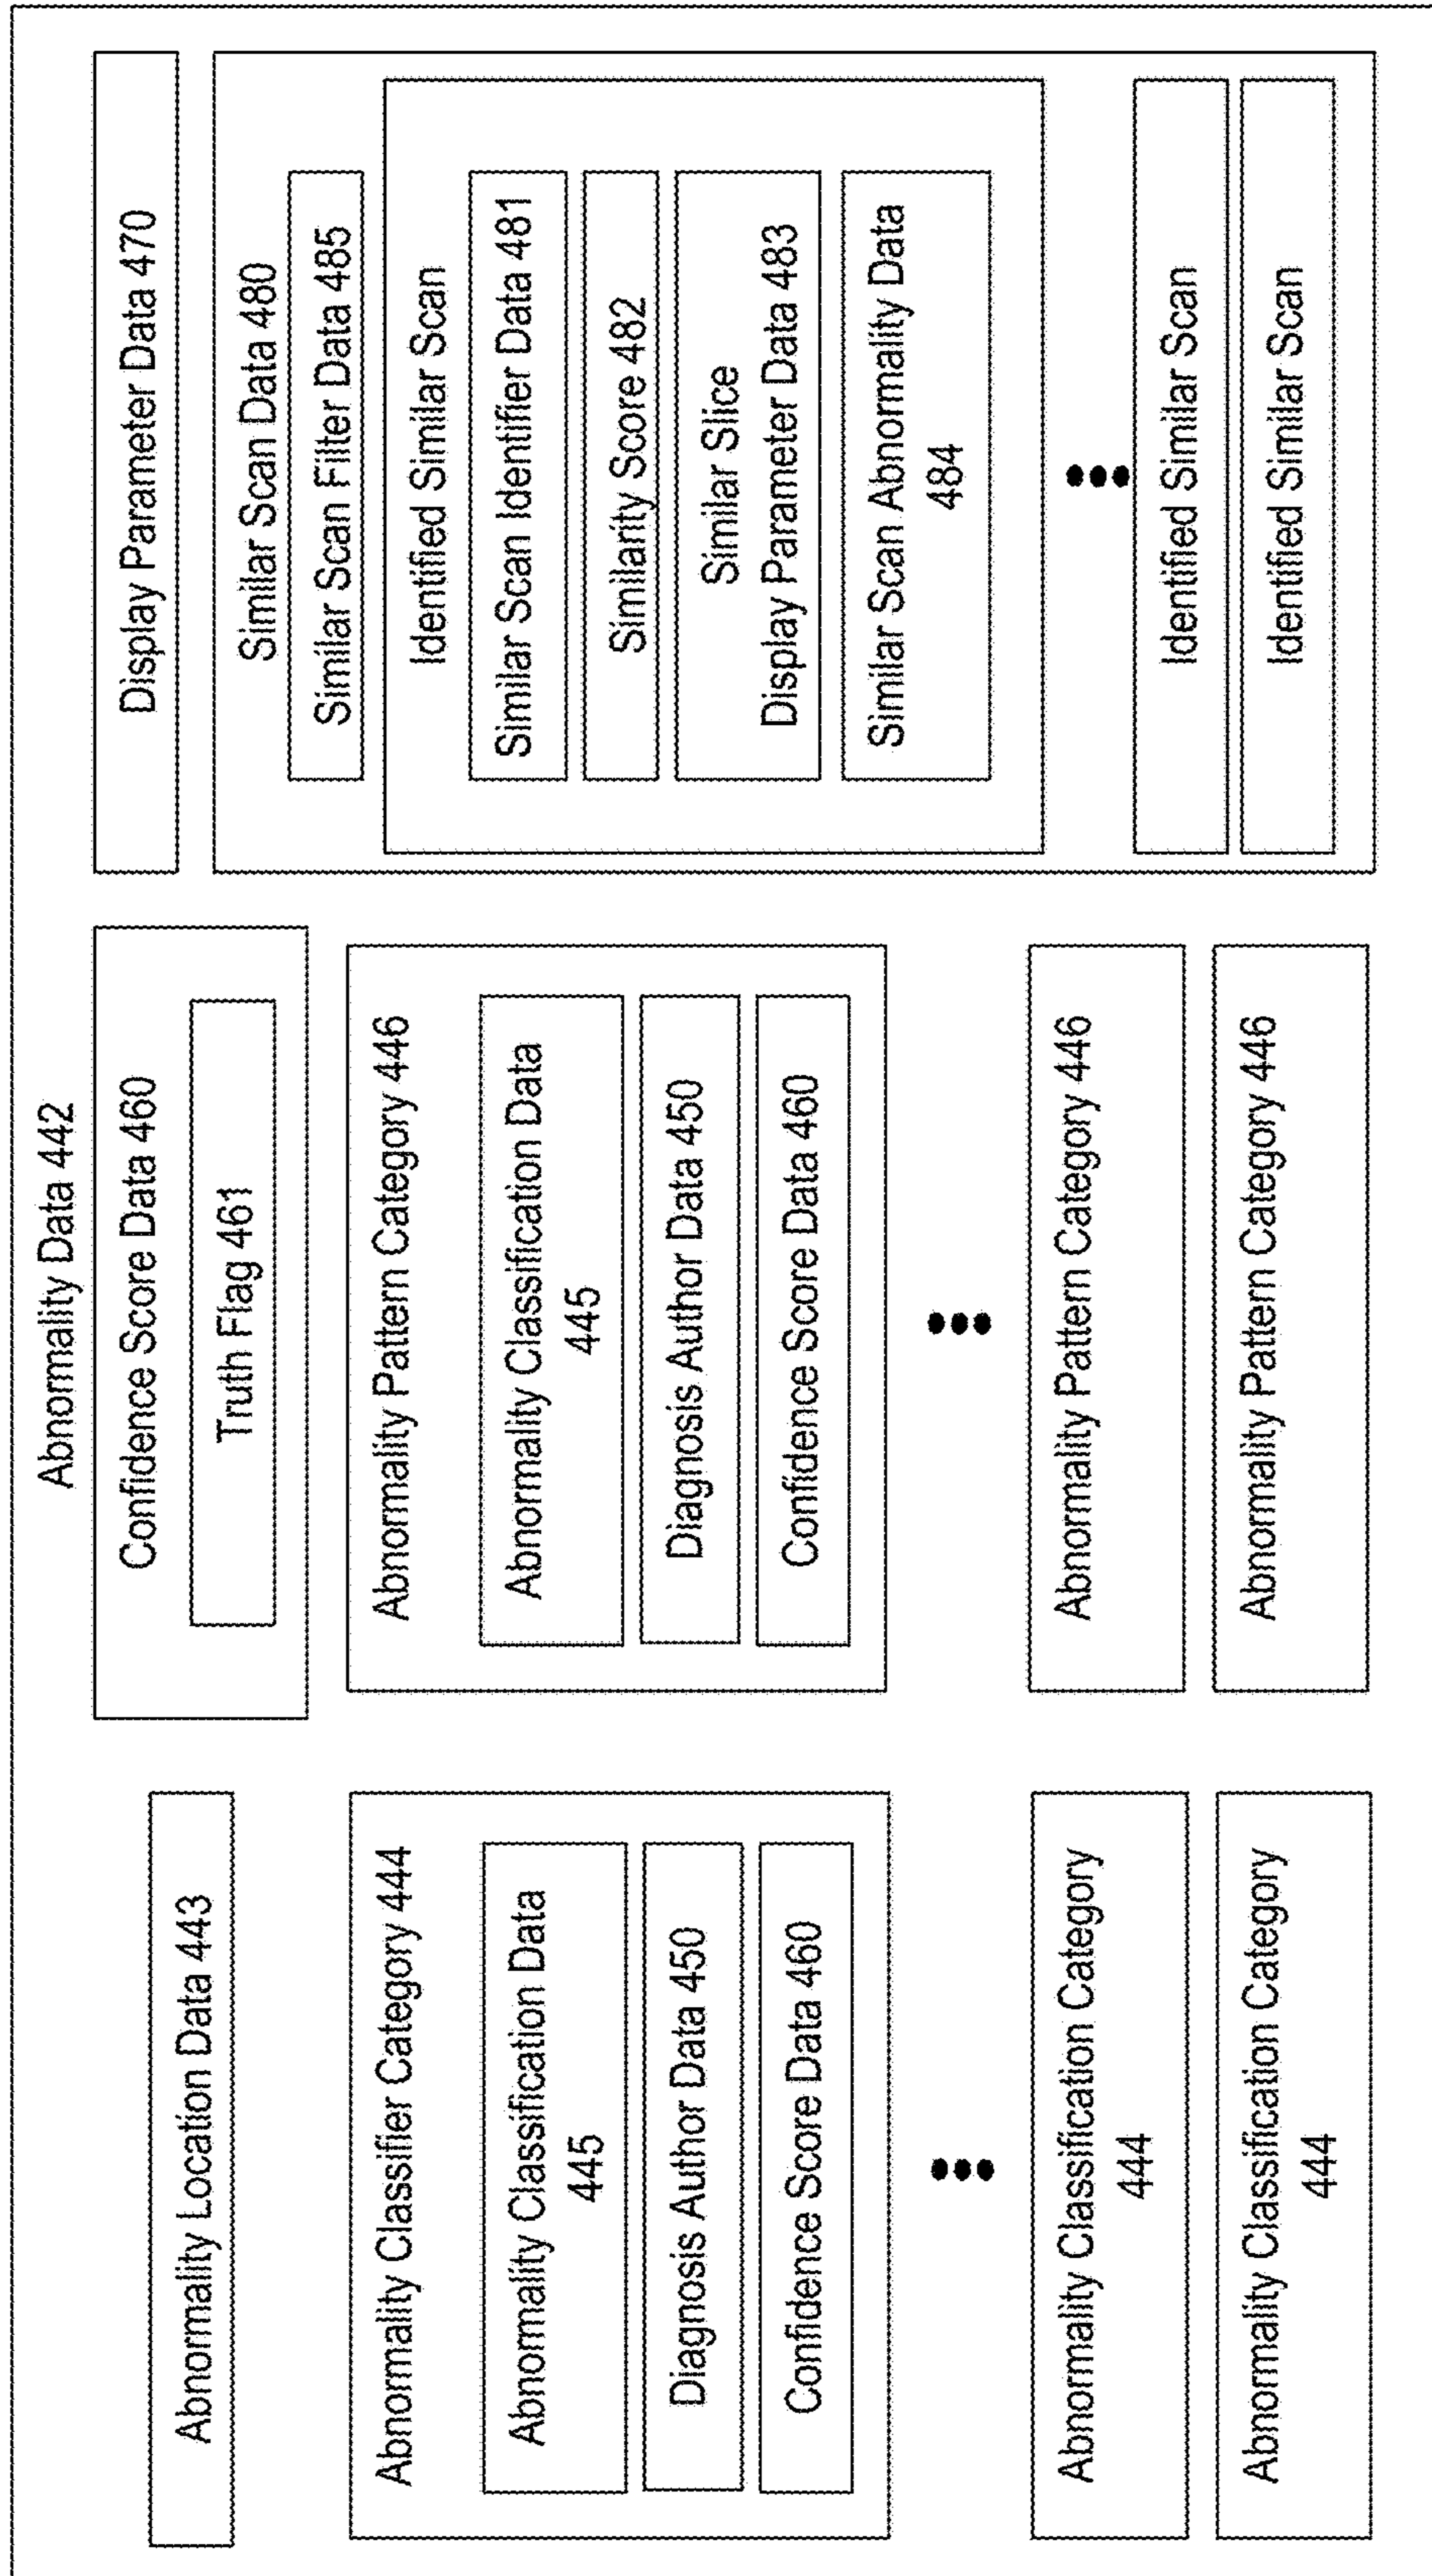 Abnormality Data 442
Abnormality Location Data 443
Abnormality Classifier Category 444
Abnormality Classification Data
445
Diagnosis Author Data 450
Confidence Score Data 460
Abnormality Classification Category
444
Abnormality Classification Category
444
Confidence Score Data 460
Truth Flag 461
Abnormality Pattern Category 446
Abnormality Classification Data
445
Diagnosis Author Data 450
Confidence Score Data 460
Abnormality Pattern Category 446
Abnormality Pattern Category 446
Display Parameter Data 470
Similar Scan Data 480
Similar Scan Filter Data 485
Identified Similar Scan
Similar Scan Identifier Data 481
Similarity Score 482
Similar Slice
Display Parameter Data 483
Similar Scan Abnormality Data
484
Identified Similar Scan
Identified Similar Scan